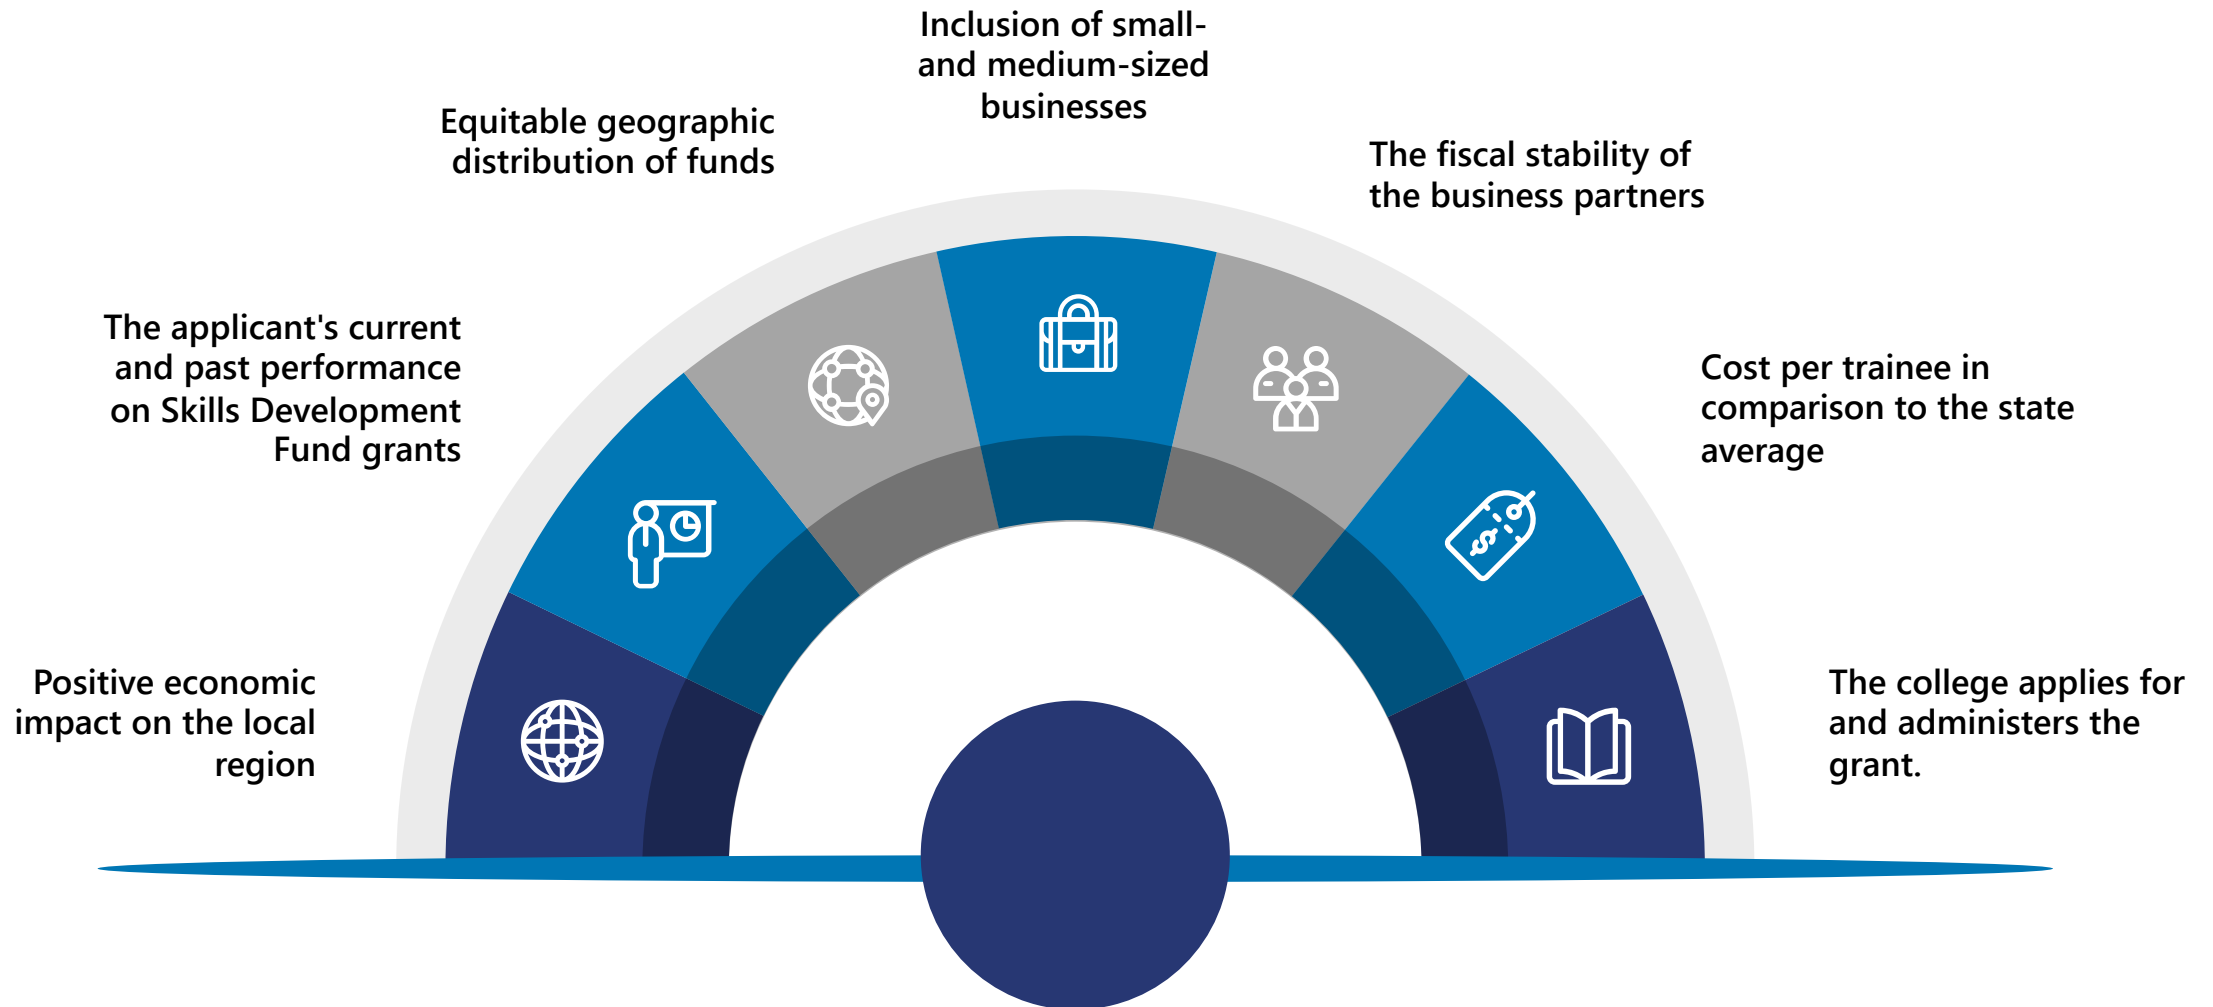 Inclusion of small-
and medium-sized
businesses
Equitable geographic
distribution of funds
The fiscal stability of
the business partners
The applicant's current
and past performance
on Skills Development
Fund grants
Cost per trainee in
comparison to the state
average
Positive economic
impact on the local
region
The college applies for
and administers the
grant.